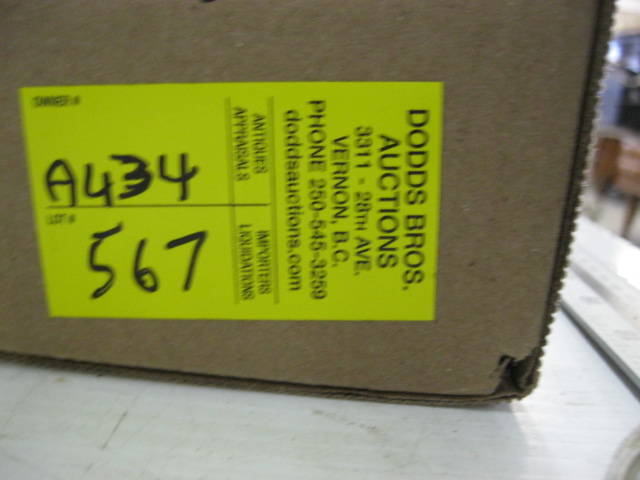 DODDS BROS.
AUCTIONS
3311 - 28TH AVE.
VERNON, B.C.
PHONE 250-545-3259
doddsauctions.com
ANTIQUES IMPORTERS
APPRAISALS LIQUIDATIONS
OWNER #
A434
LOT #
567